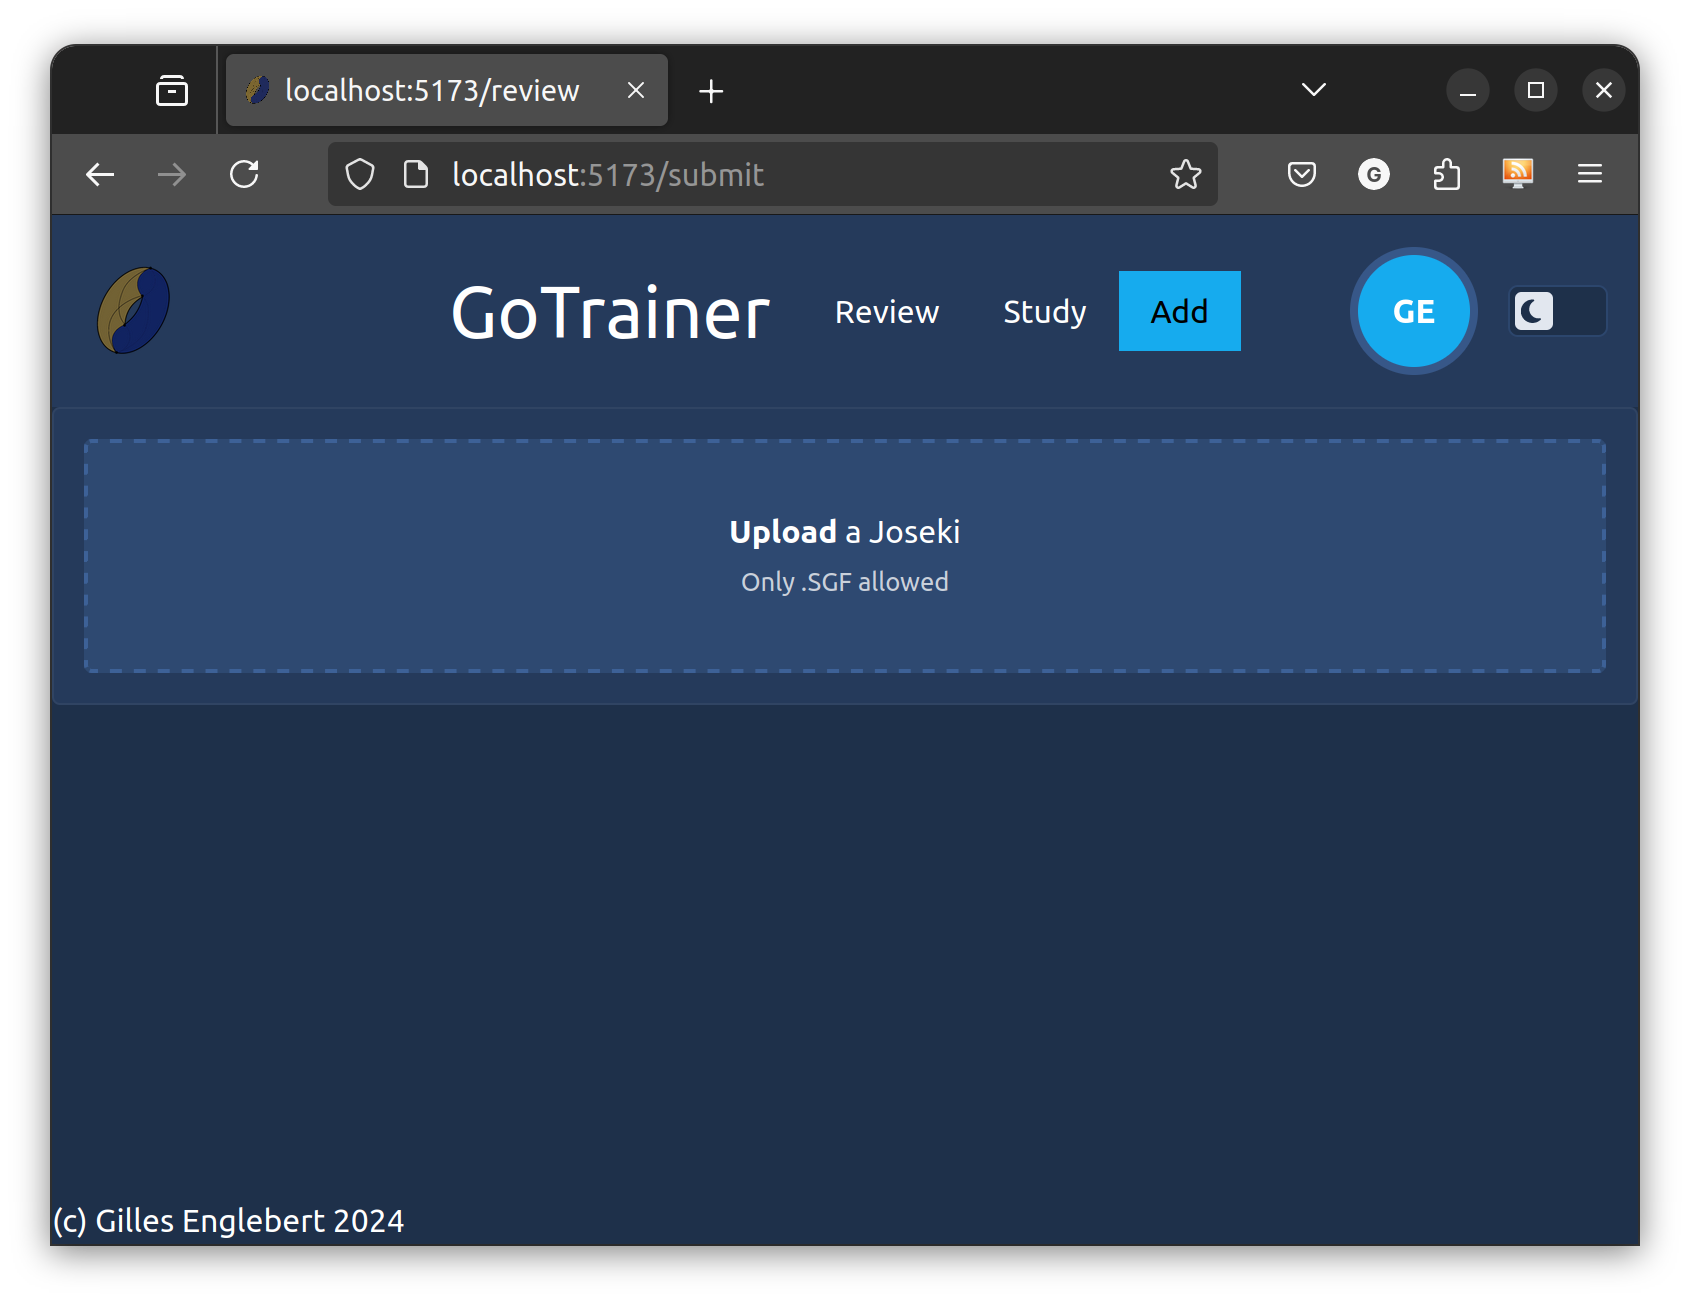 localhost:5173/review
localhost:5173/submit
G
GoTrainer
Review
Study
Add
GE
Upload a Joseki
Only .SGF allowed
(c) Gilles Englebert 2024